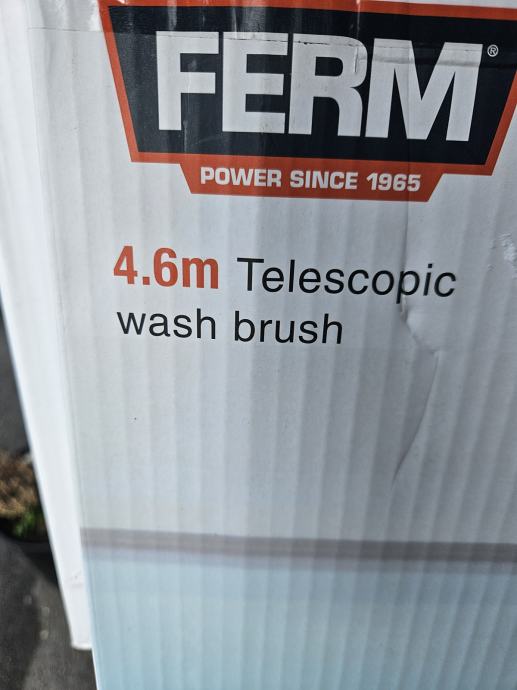 FERM®
POWER SINCE 1965
4.6m Telescopic
wash brush